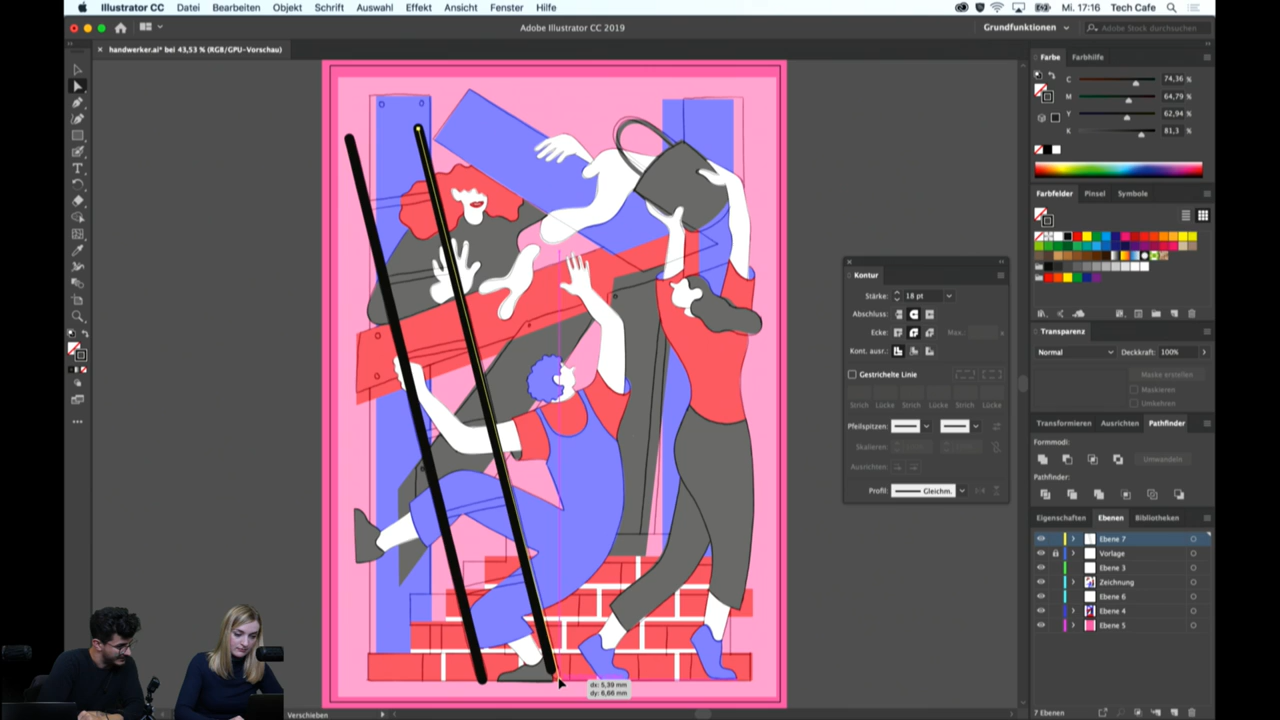 Illustrator CC Datei Bearbeiten Objekt Schrift Auswahl Effekt Ansicht Fenster Hilfe Mi. 17:16 Tech Cafe
Adobe Illustrator CC 2019 Grundfunktionen Adobe Stock durchsuchen
handwerker.ai* bei 43,53 % (RGB/GPU-Vorschau)
Farbe Farbhilfe
C 74,36 %
M 64,79 %
Y 62,94 %
K 81,3 %
Farbfelder Pinsel Symbole
Kontur
Stärke: 18 pt
Abschluss:
Ecke: Max.:
Kont. ausr.:
Gestrichelte Linie
Strich Lücke Strich Lücke Strich Lücke
Pfeilspitzen:
Skalieren:
Ausrichten:
Profil: Gleichm.
Transparenz
Normal Deckkraft: 100%
Maske erstellen
Maskieren
Umkehren
Transformieren Ausrichten Pathfinder
Formmodi:
Umwandeln
Pathfinder:
Eigenschaften Ebenen Bibliotheken
Ebene 7
Vorlage
Ebene 3
Zeichnung
Ebene 6
Ebene 4
Ebene 5
dx: 5,39 mm
dy: 6,66 mm
Verschieben
7 Ebenen